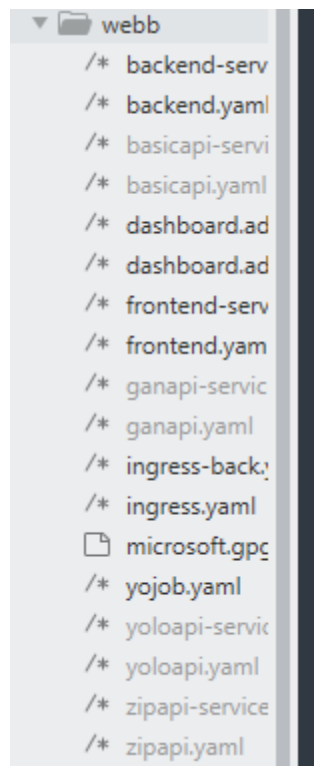 webb
/* backend-serv
/* backend.yaml
/* basicapi-servi
/* basicapi.yaml
/* dashboard.ad
/* dashboard.ad
/* frontend-serv
/* frontend.yam
/* ganapi-servic
/* ganapi.yaml
/* ingress-back.y
/* ingress.yaml
microsoft.gpg
/* yojob.yaml
/* yoloapi-servic
/* yoloapi.yaml
/* zipapi-service
/* zipapi.yaml